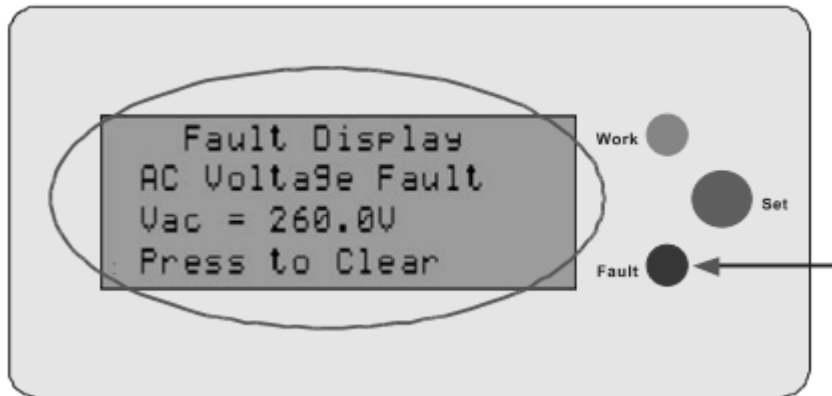 Fault Display
AC Voltage Fault
Vac = 260.0V
Press to Clear
Work
Set
Fault